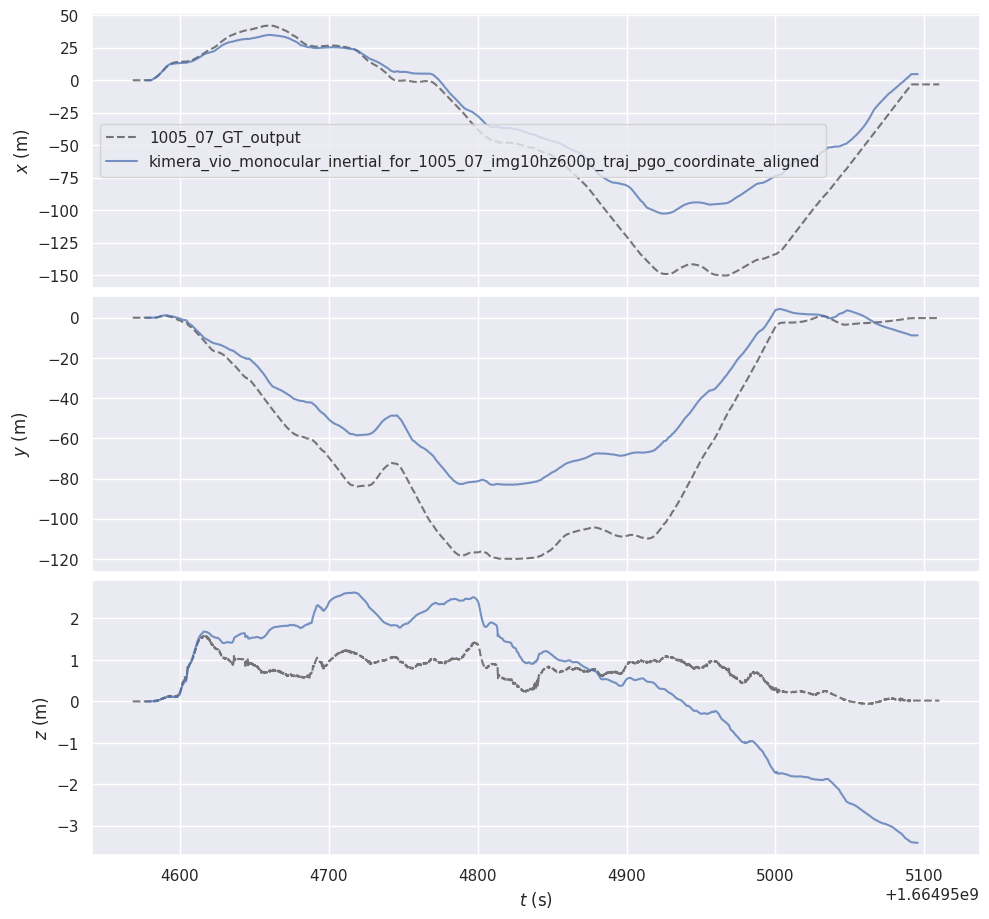 50
25
0
−25
−50
−75
−100
−125
−150
x (m)
1005_07_GT_output
kimera_vio_monocular_inertial_for_1005_07_img10hz600p_traj_pgo_coordinate_aligned
0
−20
−40
−60
−80
−100
−120
y (m)
2
1
0
−1
−2
−3
z (m)
4600 4700 4800 4900 5000 5100
t (s)
+1.66495e9